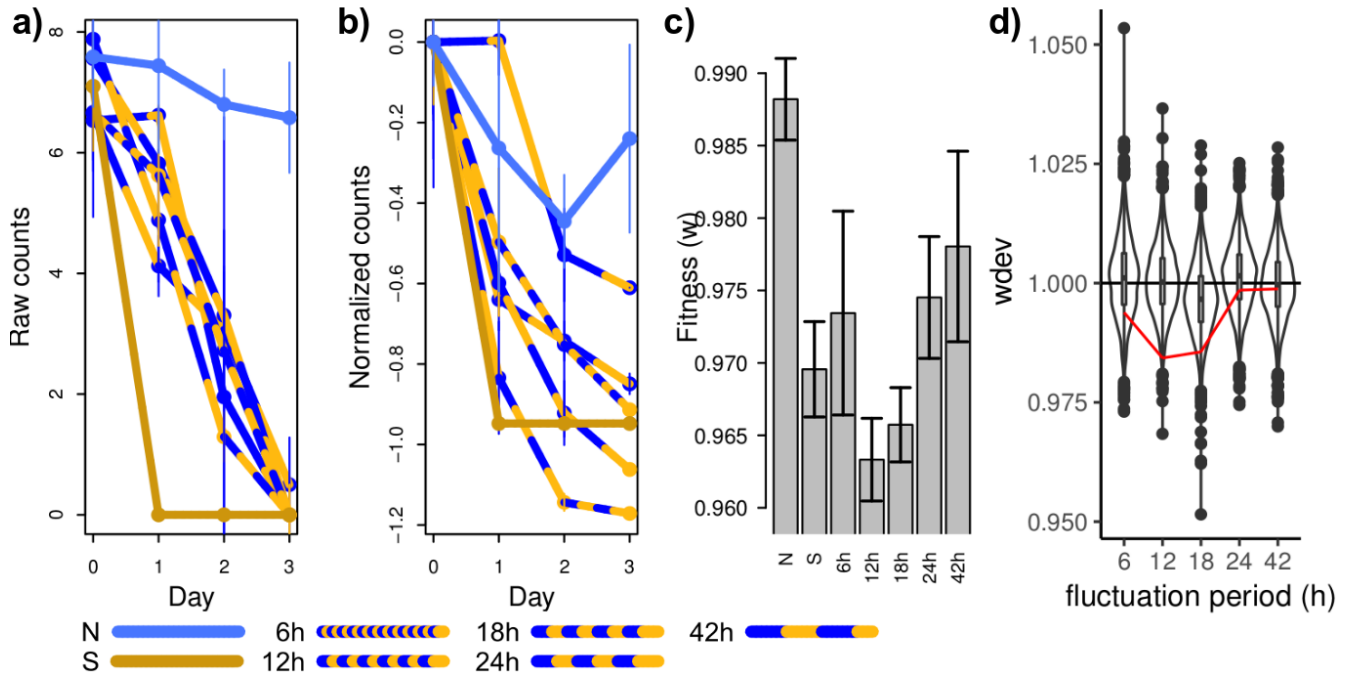 a)
Raw counts
8
6
4
2
0
0 1 2 3
Day
b)
Normalized counts
0.0
−0.2
−0.4
−0.6
−0.8
−1.0
−1.2
0 1 2 3
Day
c)
Fitness (w)
0.990
0.985
0.980
0.975
0.970
0.965
0.960
N S 6h 12h 18h 24h 42h
d)
wdev
1.050
1.025
1.000
0.975
0.950
6 12 18 24 42
fluctuation period (h)
N 6h 18h 42h
S 12h 24h